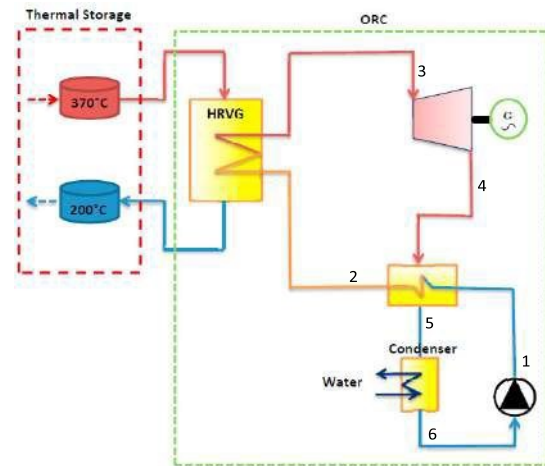 Thermal Storage
ORC
370°C
HRVG
3
G
4
200°C
2
5
Condenser
1
Water
6